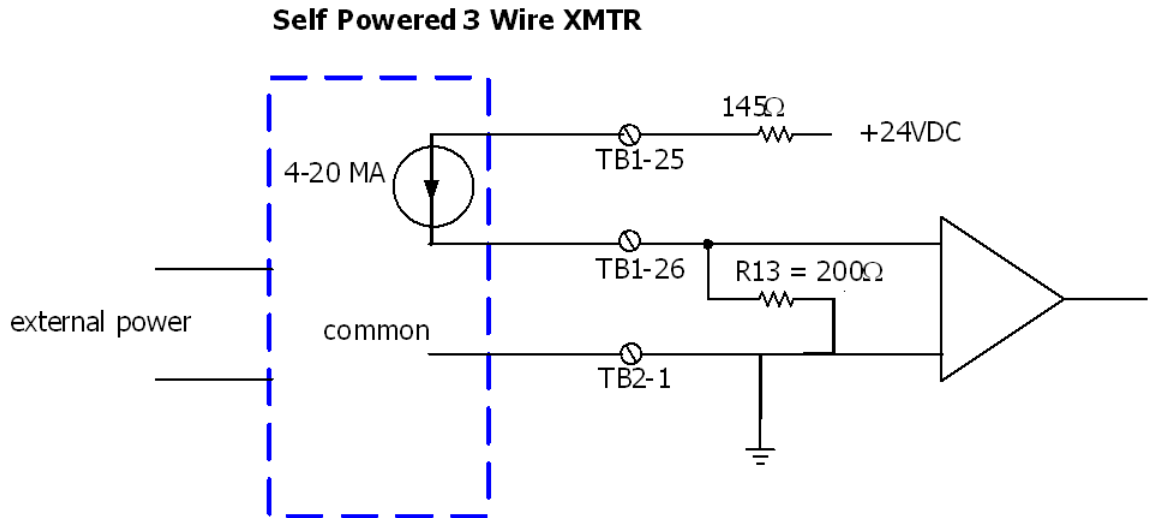 Self Powered 3 Wire XMTR
145Ω
+24VDC
TB1-25
4-20 MA
TB1-26
R13 = 200Ω
external power
common
TB2-1